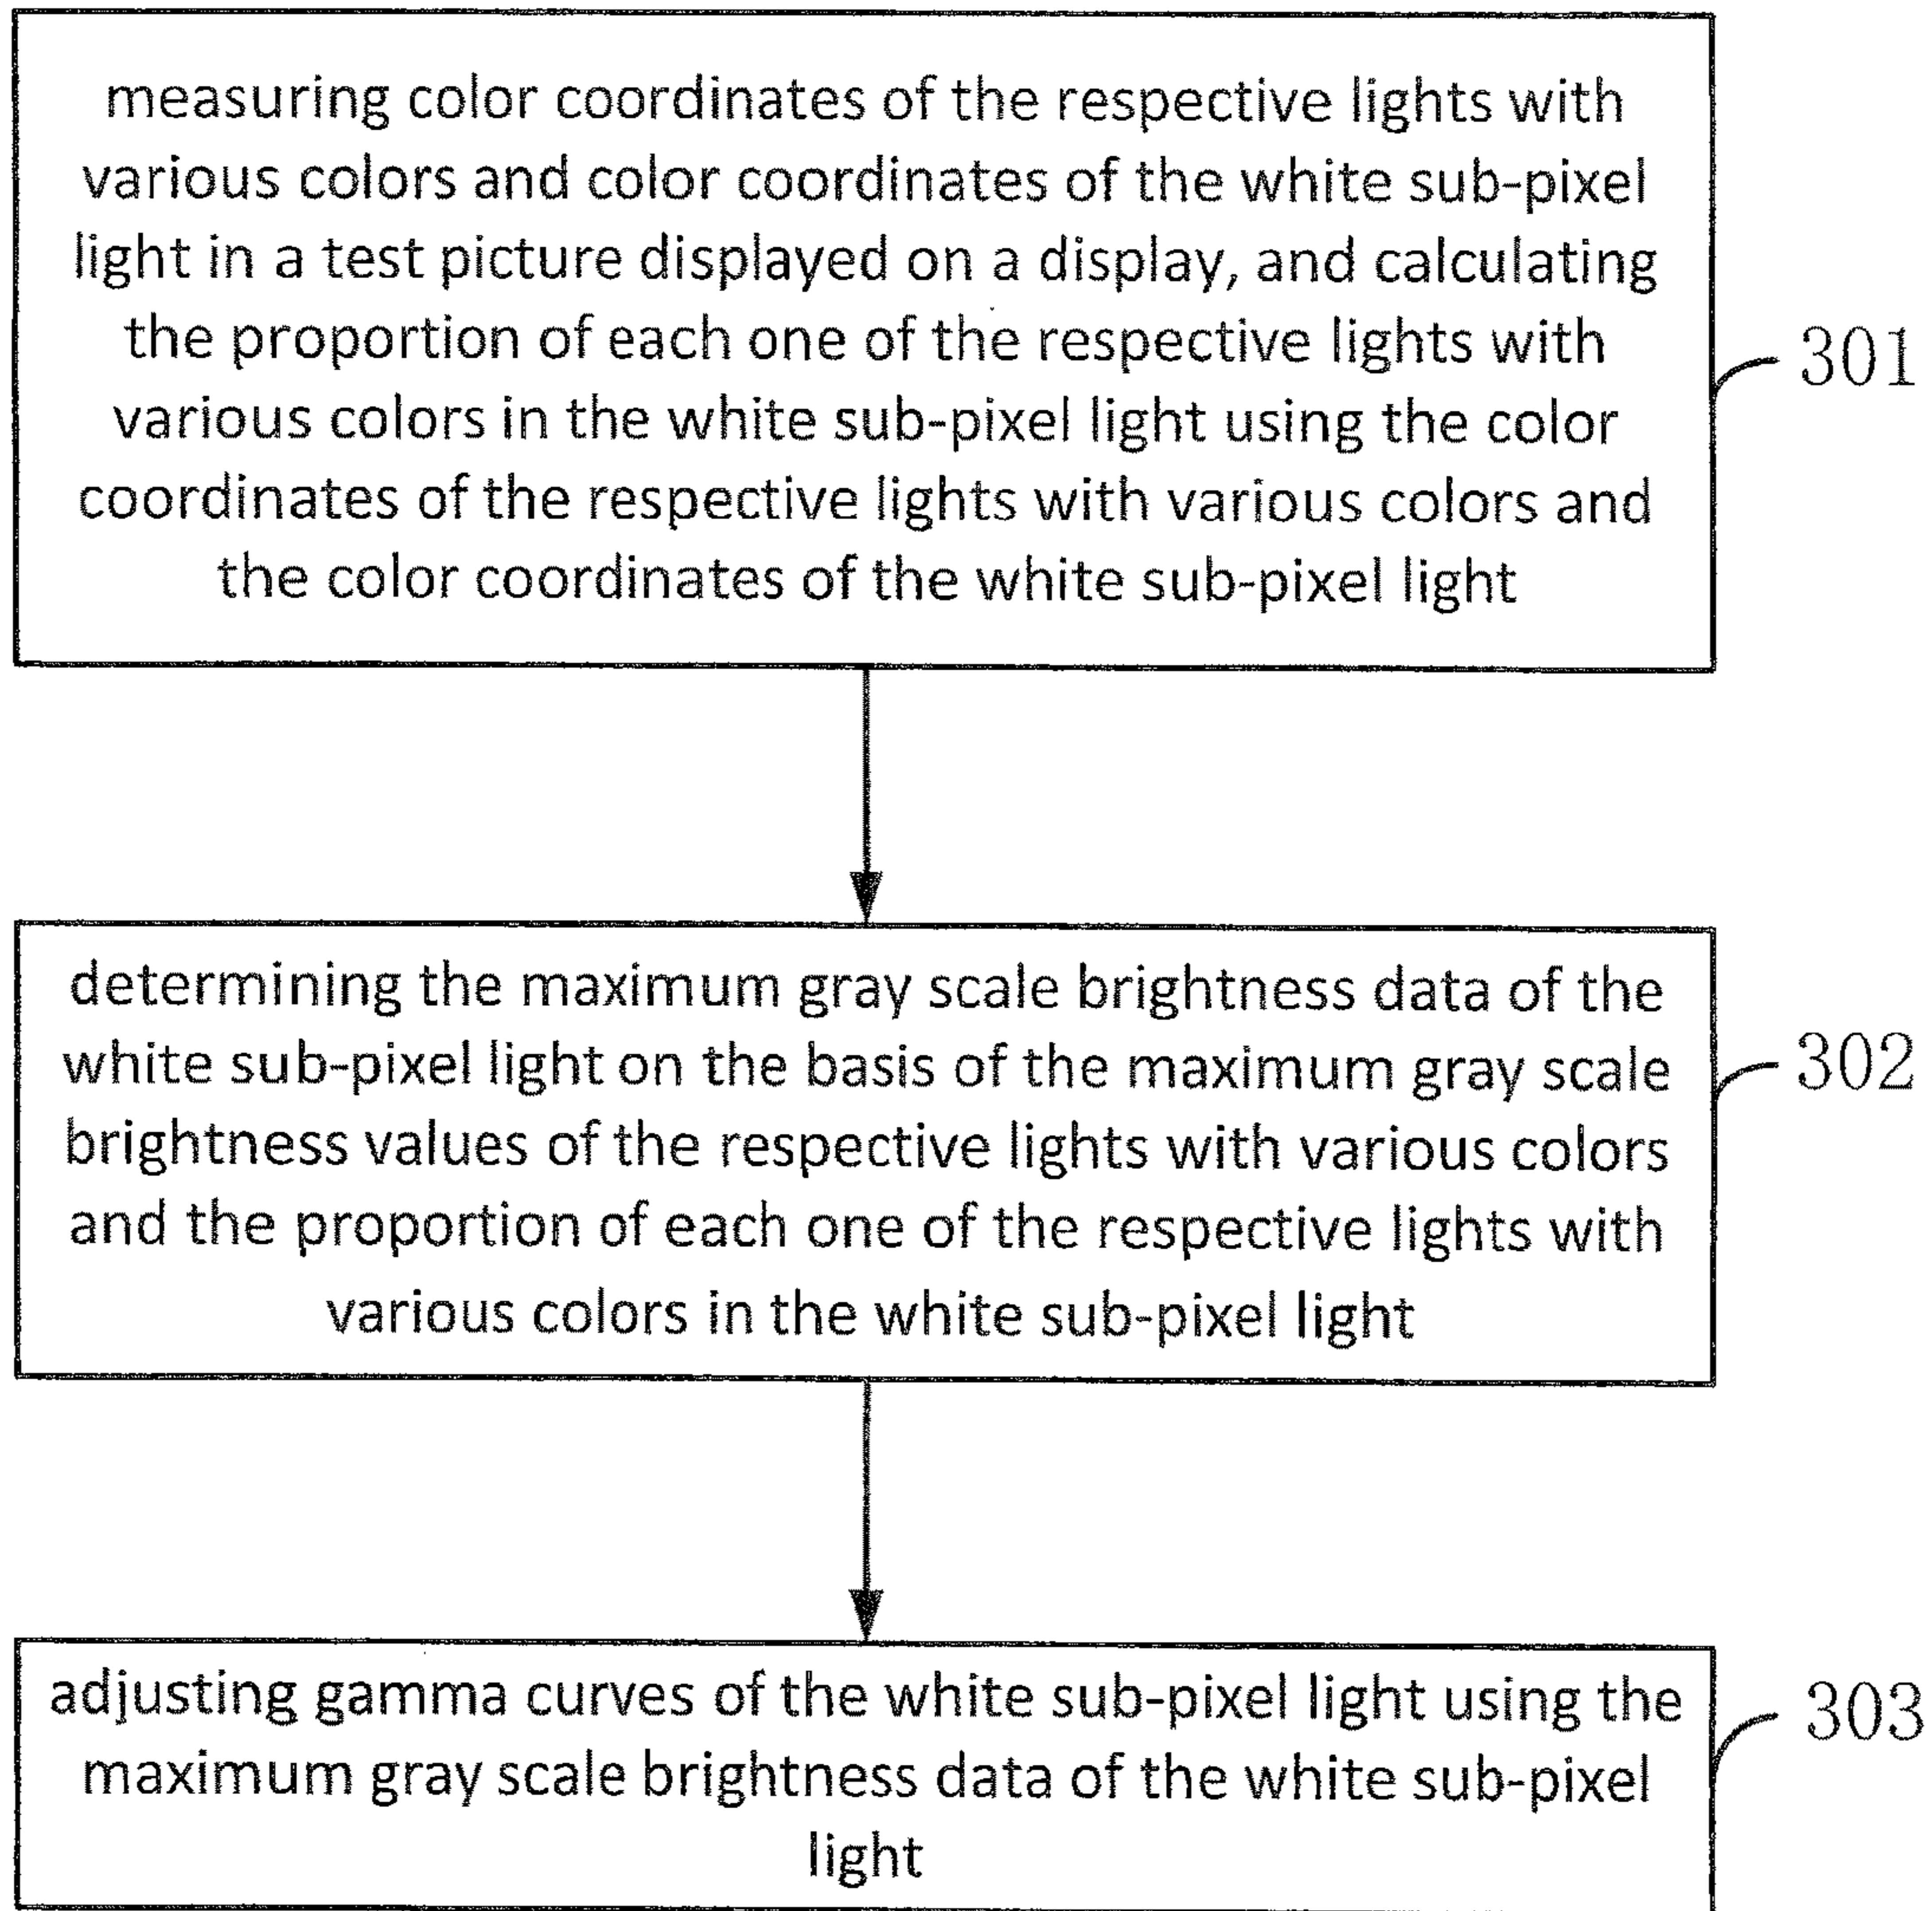 measuring color coordinates of the respective lights with
various colors and color coordinates of the white sub-pixel
light in a test picture displayed on a display, and calculating
the proportion of each one of the respective lights with
various colors in the white sub-pixel light using the color
coordinates of the respective lights with various colors and
the color coordinates of the white sub-pixel light
301
determining the maximum gray scale brightness data of the
white sub-pixel light on the basis of the maximum gray scale
brightness values of the respective lights with various colors
and the proportion of each one of the respective lights with
various colors in the white sub-pixel light
302
adjusting gamma curves of the white sub-pixel light using the
maximum gray scale brightness data of the white sub-pixel
light
303